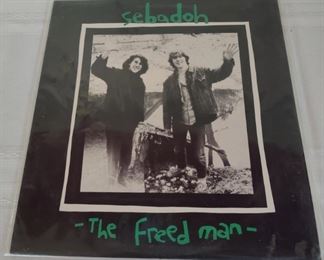 sebadoh
- The freed man -